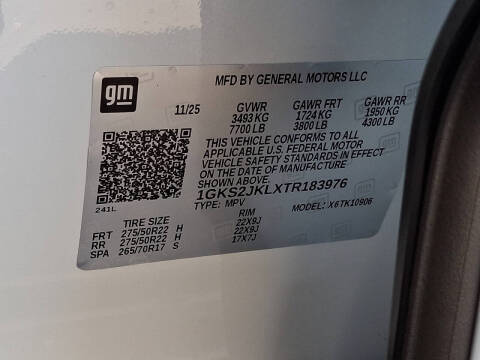 gm
MFD BY GENERAL MOTORS LLC
11/25 GVWR GAWR FRT GAWR RR
3493 KG 1724 KG 1950 KG
7700 LB 3800 LB 4300 LB
THIS VEHICLE CONFORMS TO ALL
APPLICABLE U.S. FEDERAL MOTOR
VEHICLE SAFETY STANDARDS IN EFFECT
ON THE DATE OF MANUFACTURE
1GKS2JKLXTR183976
241L TYPE: MPV MODEL: X6TK10906
TIRE SIZE RIM
FRT 275/50R22 H 22X9J
RR 275/50R22 H 22X9J
SPA 265/70R17 S 17X7J